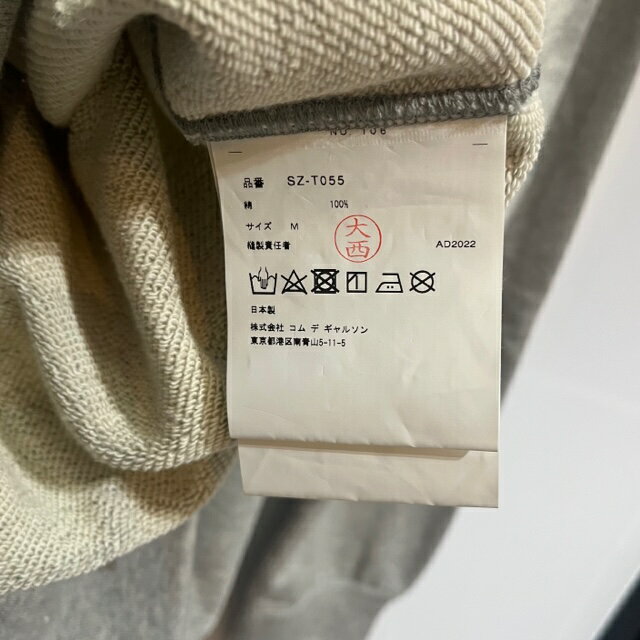 NO 106
品番 SZ-T055
綿 100%
サイズ M
縫製責任者 大西 AD2022
日本製
株式会社 コム デ ギャルソン
東京都港区南青山5-11-5